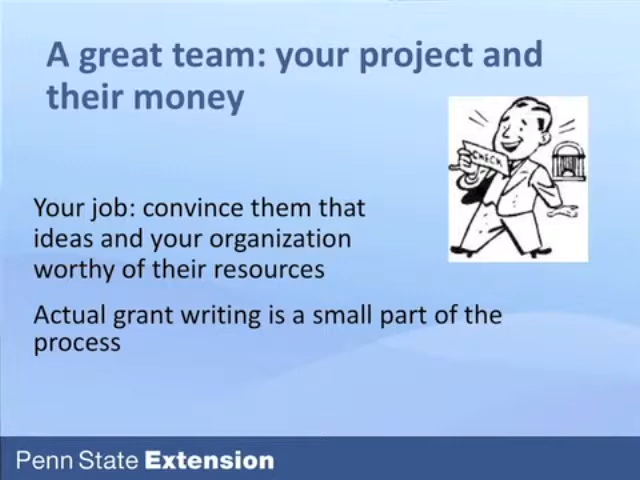 A great team: your project and
their money
CHECK
Your job: convince them that
ideas and your organization
worthy of their resources
Actual grant writing is a small part of the
process
Penn State Extension